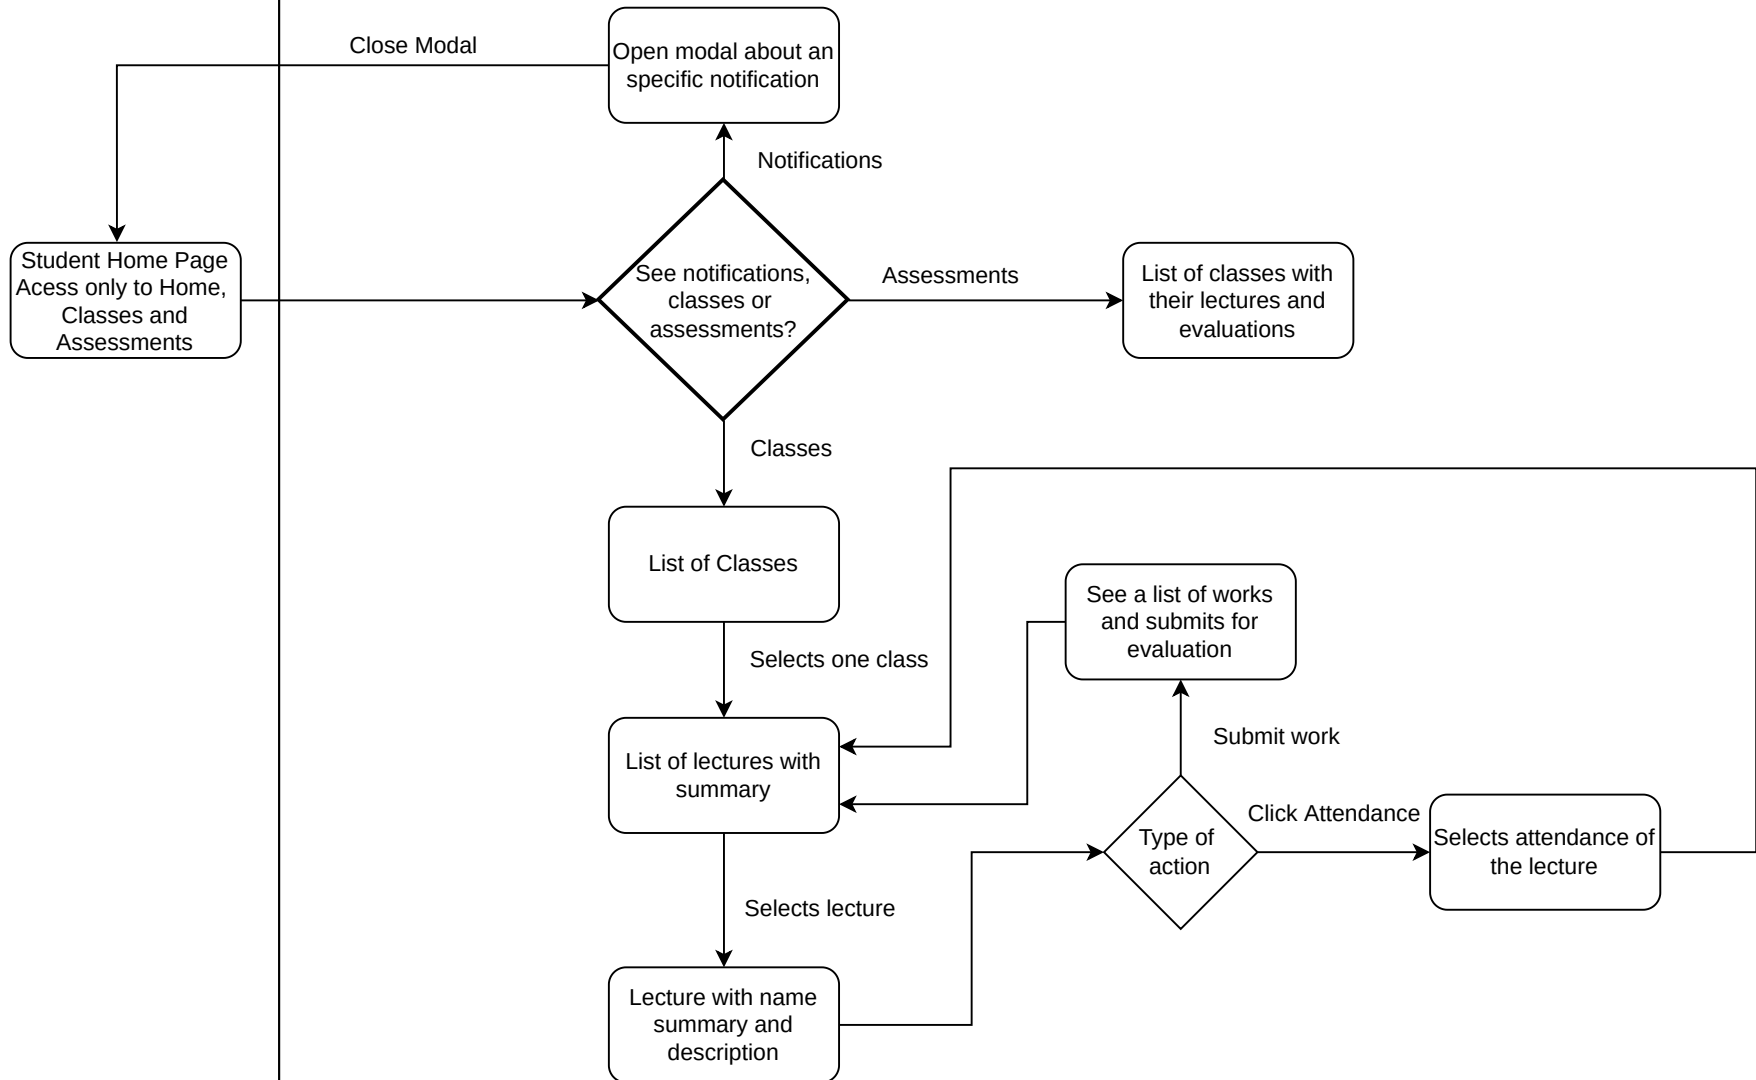 Close Modal
Open modal about an
specific notification
Notifications
Student Home Page
Acess only to Home,
Classes and
Assessments
See notifications,
classes or
assessments?
Assessments
List of classes with
their lectures and
evaluations
Classes
List of Classes
Selects one class
See a list of works
and submits for
evaluation
Submit work
List of lectures with
summary
Click Attendance
Type of
action
Selects attendance of
the lecture
Selects lecture
Lecture with name
summary and
description